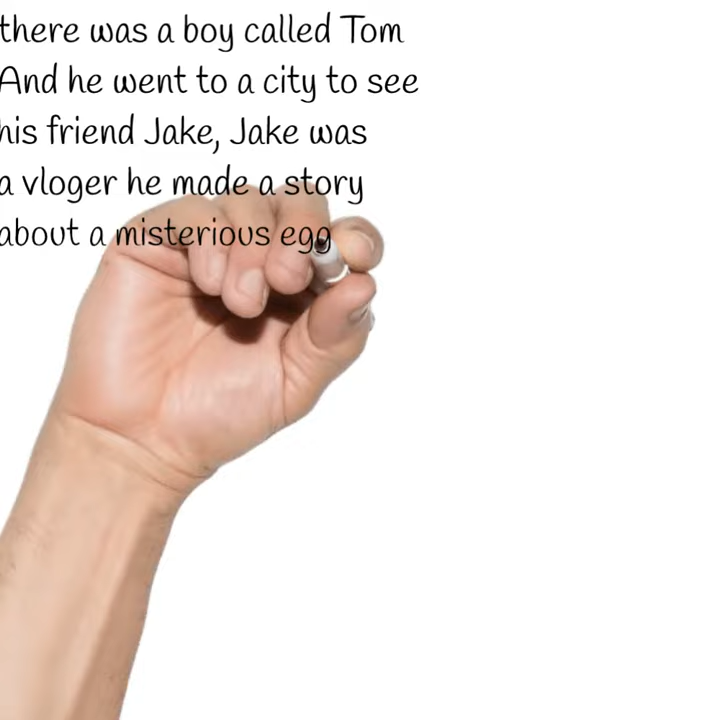 there was a boy called Tom
And he went to a city to see
his friend Jake, Jake was
a vloger he made a story
about a misterious egg